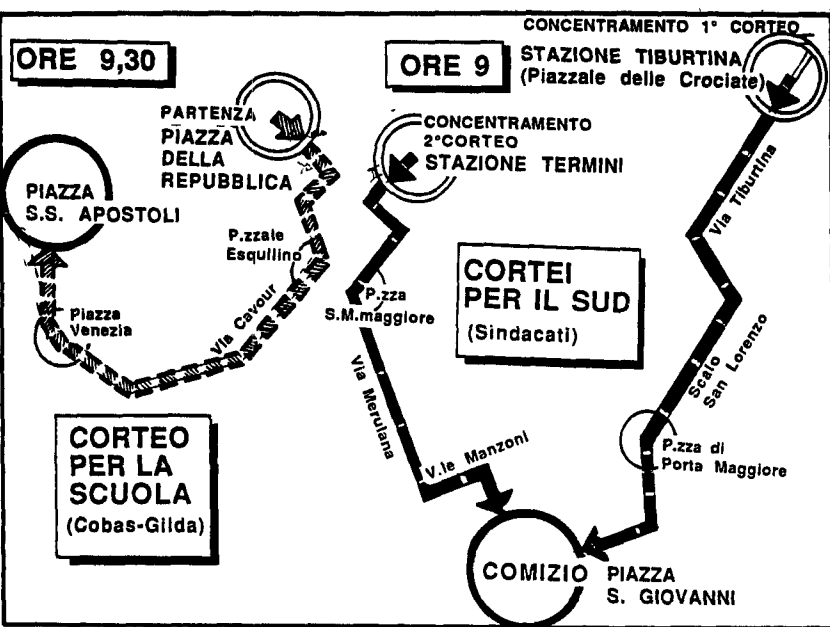 ORE 9,30
PARTENZA
PIAZZA
DELLA
REPUBBLICA
PIAZZA
S.S. APOSTOLI
P.zzale
Esquilino
Piazza
Venezia
Via Cavour
CORTEO
PER LA
SCUOLA
(Cobas-Gilda)
ORE 9
CONCENTRAMENTO 1° CORTEO
STAZIONE TIBURTINA
(Piazzale delle Crociate)
CONCENTRAMENTO
2°CORTEO
STAZIONE TERMINI
Via Tiburtina
CORTEI
PER IL SUD
(Sindacati)
P.zza
S.M.maggiore
Via Merulana
V.le Manzoni
Scalo
San Lorenzo
P.zza di
Porta Maggiore
COMIZIO
PIAZZA
S. GIOVANNI